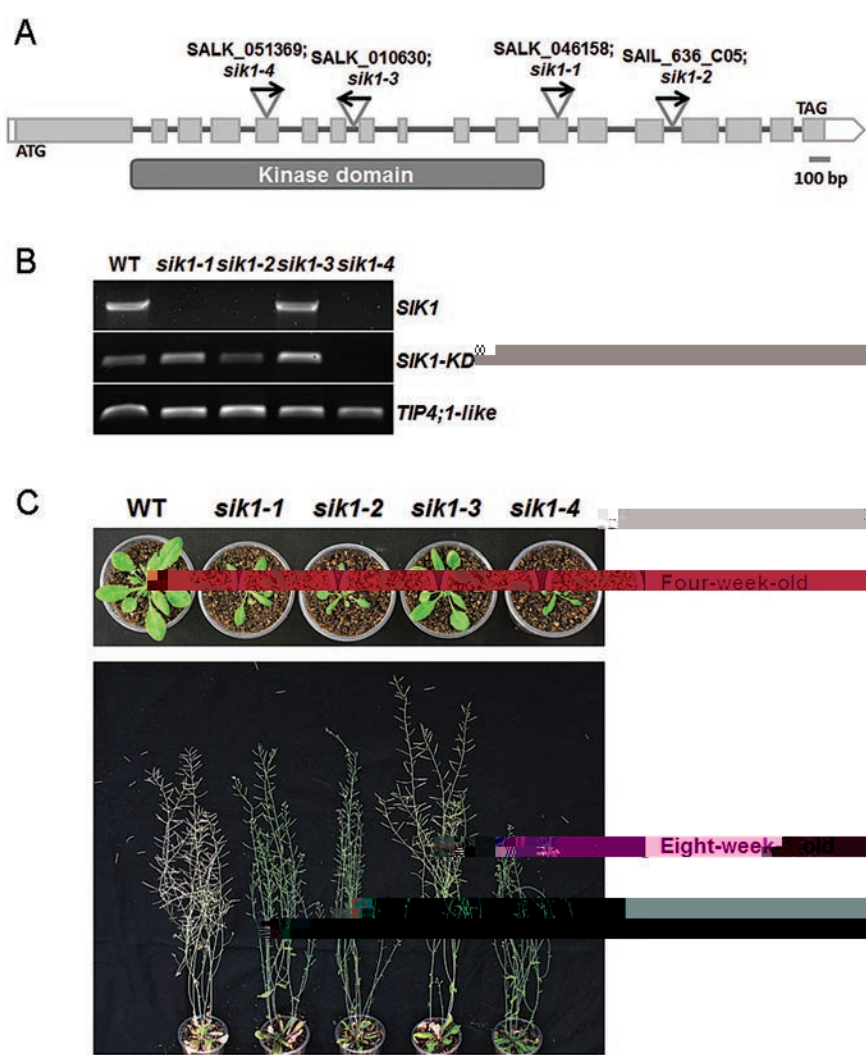 A
SALK_051369;
sik1-4
SALK_010630;
sik1-3
SALK_046158;
sik1-1
SAIL_636_C05;
sik1-2
ATG
TAG
Kinase domain
100 bp
B
WT sik1-1 sik1-2 sik1-3 sik1-4
SIK1
SIK1-KD
TIP4;1-like
C
WT sik1-1 sik1-2 sik1-3 sik1-4
Four-week-old
Eight-week-old